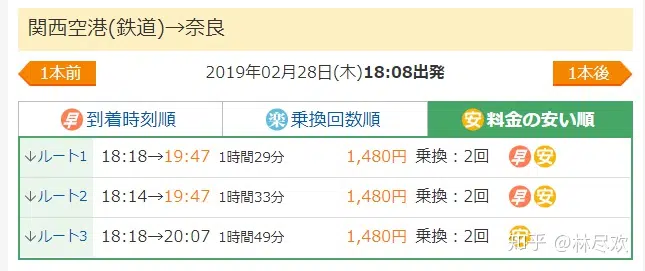 関西空港(鉄道)→奈良
1本前 2019年02月28日(木)18:08出発 1本後
早 到着時刻順 楽 乗換回数順 安 料金の安い順
↓ルート1 18:18→19:47 1時間29分 1,480円 乗換：2回 早 安
↓ルート2 18:14→19:47 1時間33分 1,480円 乗換：2回 早 安
↓ルート3 18:18→20:07 1時間49分 1,480円 乗換：2回 安
知乎 @林尽欢